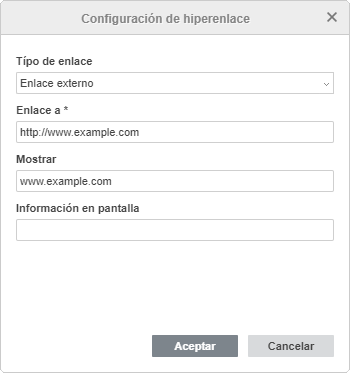 Configuración de hiperenlace
Típo de enlace
Enlace externo
Enlace a *
http://www.example.com
Mostrar
www.example.com
Información en pantalla
Aceptar
Cancelar